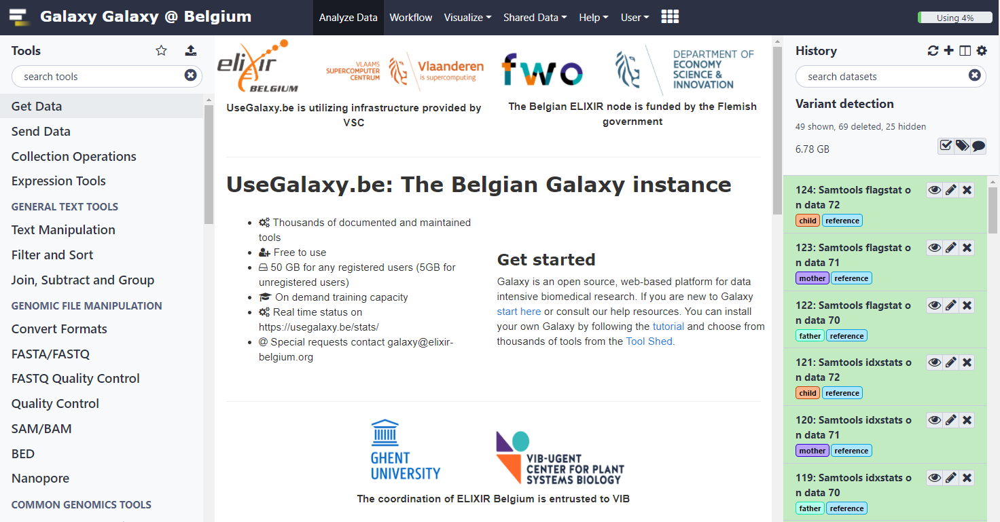 Galaxy Galaxy @ Belgium
Analyze Data
Workflow
Visualize
Shared Data
Help
User
Using 4%
Tools
search tools
Get Data
Send Data
Collection Operations
Expression Tools
GENERAL TEXT TOOLS
Text Manipulation
Filter and Sort
Join, Subtract and Group
GENOMIC FILE MANIPULATION
Convert Formats
FASTA/FASTQ
FASTQ Quality Control
Quality Control
SAM/BAM
BED
Nanopore
COMMON GENOMICS TOOLS
elixir
BELGIUM
VLAAMS
SUPERCOMPUTER
CENTRUM
Vlaanderen
is supercomputing
UseGalaxy.be is utilizing infrastructure provided by
VSC
fwo
DEPARTMENT OF
ECONOMY
SCIENCE &
INNOVATION
The Belgian ELIXIR node is funded by the Flemish
government
UseGalaxy.be: The Belgian Galaxy instance
Thousands of documented and maintained
tools
Free to use
50 GB for any registered users (5GB for
unregistered users)
On demand training capacity
Real time status on
https://usegalaxy.be/stats/
@ Special requests contact galaxy@elixir-
belgium.org
Get started
Galaxy is an open source, web-based platform for data
intensive biomedical research. If you are new to Galaxy
start here or consult our help resources. You can install
your own Galaxy by following the tutorial and choose from
thousands of tools from the Tool Shed.
GHENT
UNIVERSITY
VIB-UGENT
CENTER FOR PLANT
SYSTEMS BIOLOGY
The coordination of ELIXIR Belgium is entrusted to VIB
History
search datasets
Variant detection
49 shown, 69 deleted, 25 hidden
6.78 GB
124: Samtools flagstat o
n data 72
child reference
123: Samtools flagstat o
n data 71
mother reference
122: Samtools flagstat o
n data 70
father reference
121: Samtools idxstats o
n data 72
child reference
120: Samtools idxstats o
n data 71
mother reference
119: Samtools idxstats o
n data 70
father reference